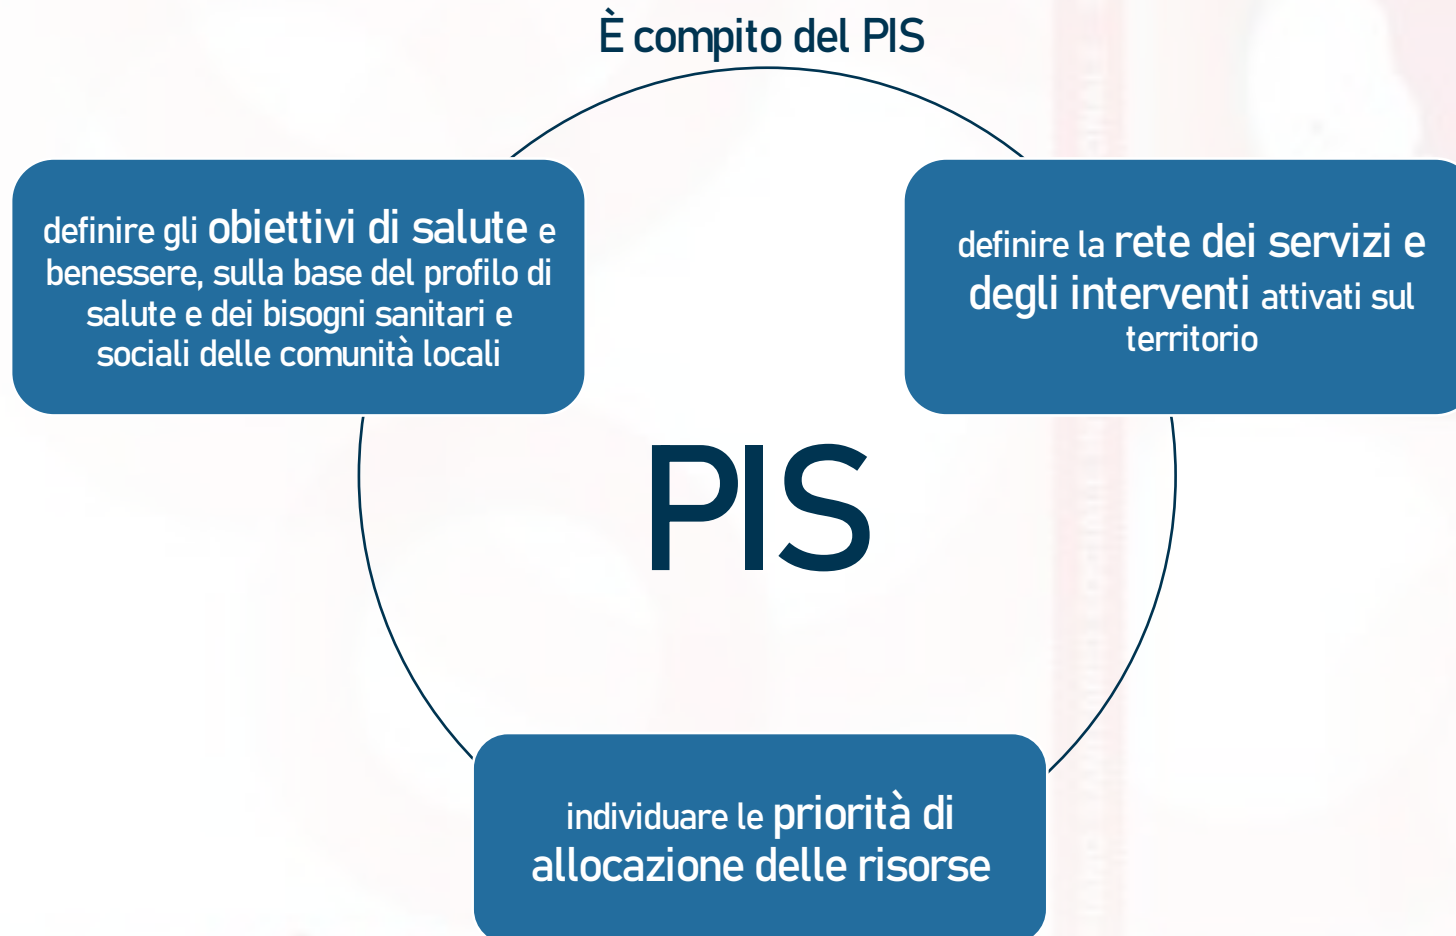 È compito del PIS
definire gli obiettivi di salute e
benessere, sulla base del profilo di
salute e dei bisogni sanitari e
sociali delle comunità locali
definire la rete dei servizi e
degli interventi attivati sul
territorio
PIS
individuare le priorità di
allocazione delle risorse